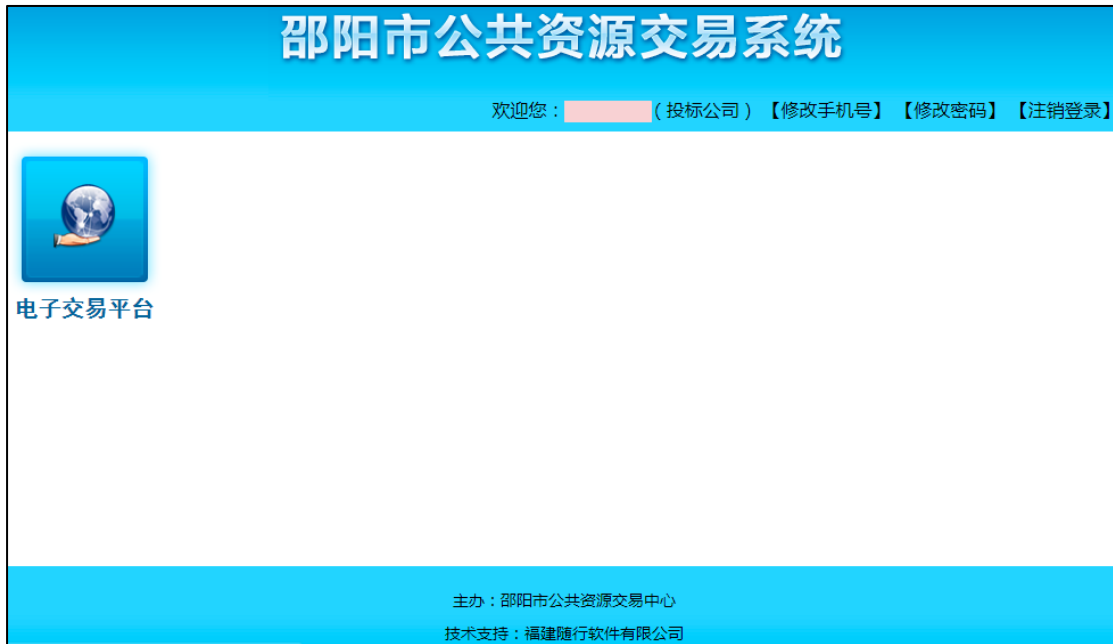 邵阳市公共资源交易系统
欢迎您：（投标公司）【修改手机号】【修改密码】【注销登录】
电子交易平台
主办：邵阳市公共资源交易中心
技术支持：福建随行软件有限公司